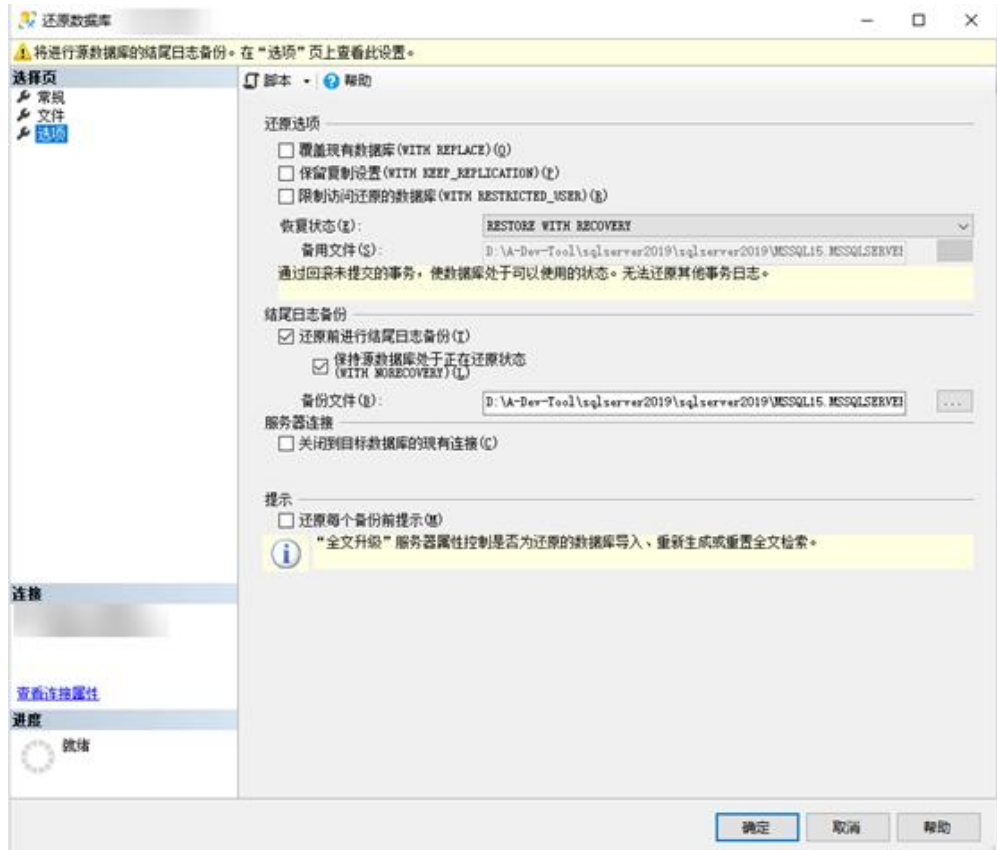 还原数据库
将进行源数据库的结尾日志备份。在“选项”页上查看此设置。
选择页
常规
文件
选项
脚本
帮助
还原选项
覆盖现有数据库(WITH REPLACE)(O)
保留复制设置(WITH KEEP_REPLICATION)(P)
限制访问还原的数据库(WITH RESTRICTED_USER)(R)
恢复状态(E):
RESTORE WITH RECOVERY
备用文件(S):
D:\A-Dev-Tool\sqlserver2019\sqlserver2019\MSSQL15.MSSQLSERVER
通过回滚未提交的事务，使数据库处于可以使用的状态。无法还原其他事务日志。
结尾日志备份
还原前进行结尾日志备份(T)
保持源数据库处于正在还原状态
(WITH NORECOVERY)(L)
备份文件(B):
D:\A-Dev-Tool\sqlserver2019\sqlserver2019\MSSQL15.MSSQLSERVER
...
服务器连接
关闭到目标数据库的现有连接(C)
提示
还原每个备份前提示(M)
“全文升级”服务器属性控制是否为还原的数据库导入、重新生成或重置全文检索。
连接
查看连接属性
进度
就绪
确定
取消
帮助